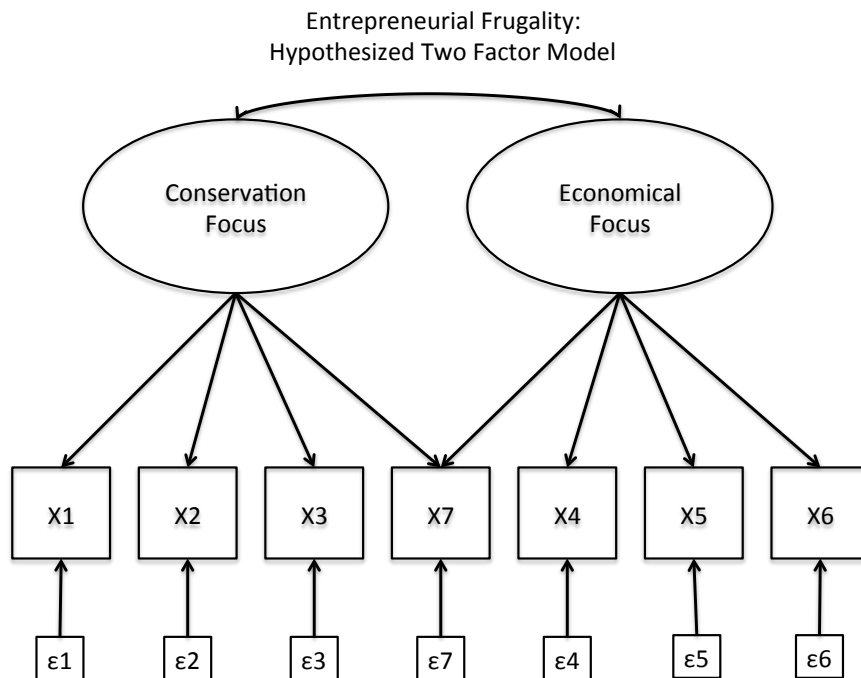 Entrepreneurial Frugality:
Hypothesized Two Factor Model
Conservation
Focus
Economical
Focus
X1
X2
X3
X7
X4
X5
X6
ε1
ε2
ε3
ε7
ε4
ε5
ε6